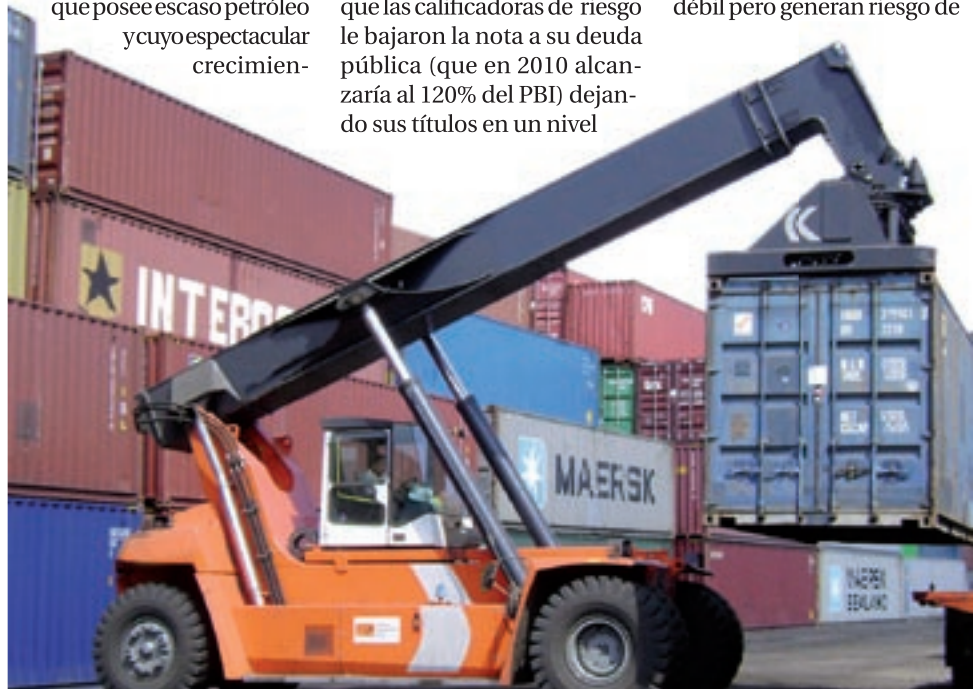 que posee escaso petróleo
y cuyo espectacular
crecimien-
que las calificadoras de riesgo
le bajaron la nota a su deuda
pública (que en 2010 alcan-
zaría al 120% del PBI) dejan-
do sus títulos en un nivel
débil pero generan riesgo de
MAERSK
MAERSK
SEALAND